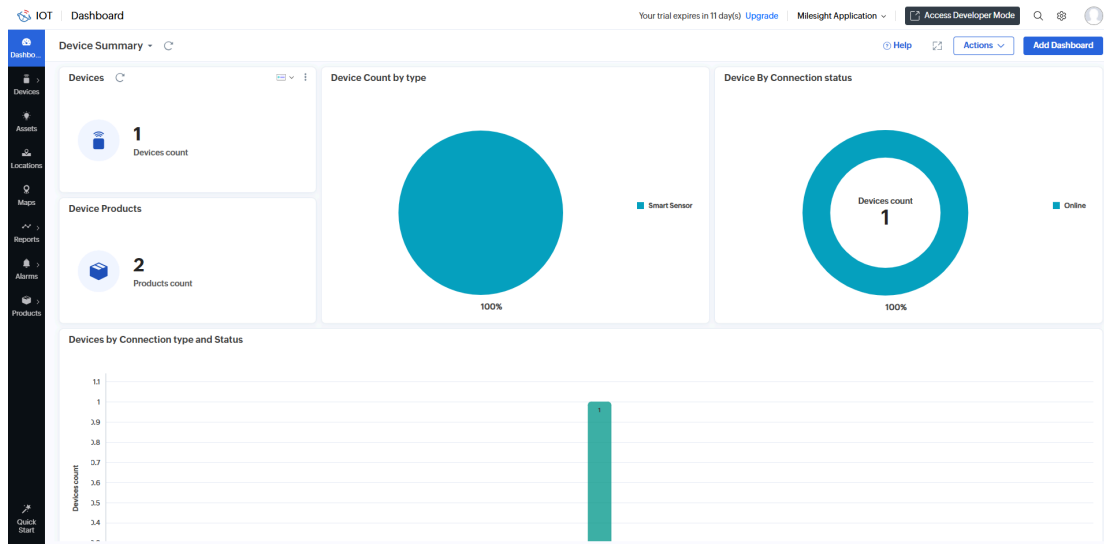 IOT Dashboard Your trial expires in 11 day(s) Upgrade Milesight Application Access Developer Mode
Dashbo...
Devices
Assets
Locations
Maps
Reports
Alarms
Products
Quick
Start
Device Summary Help Actions Add Dashboard
Devices
1
Devices count
Device Products
2
Products count
Device Count by type
Smart Sensor
100%
Device By Connection status
Devices count
1
Online
100%
Devices by Connection type and Status
Devices count
1.1
1
0.9
0.8
0.7
0.6
0.5
0.4
1